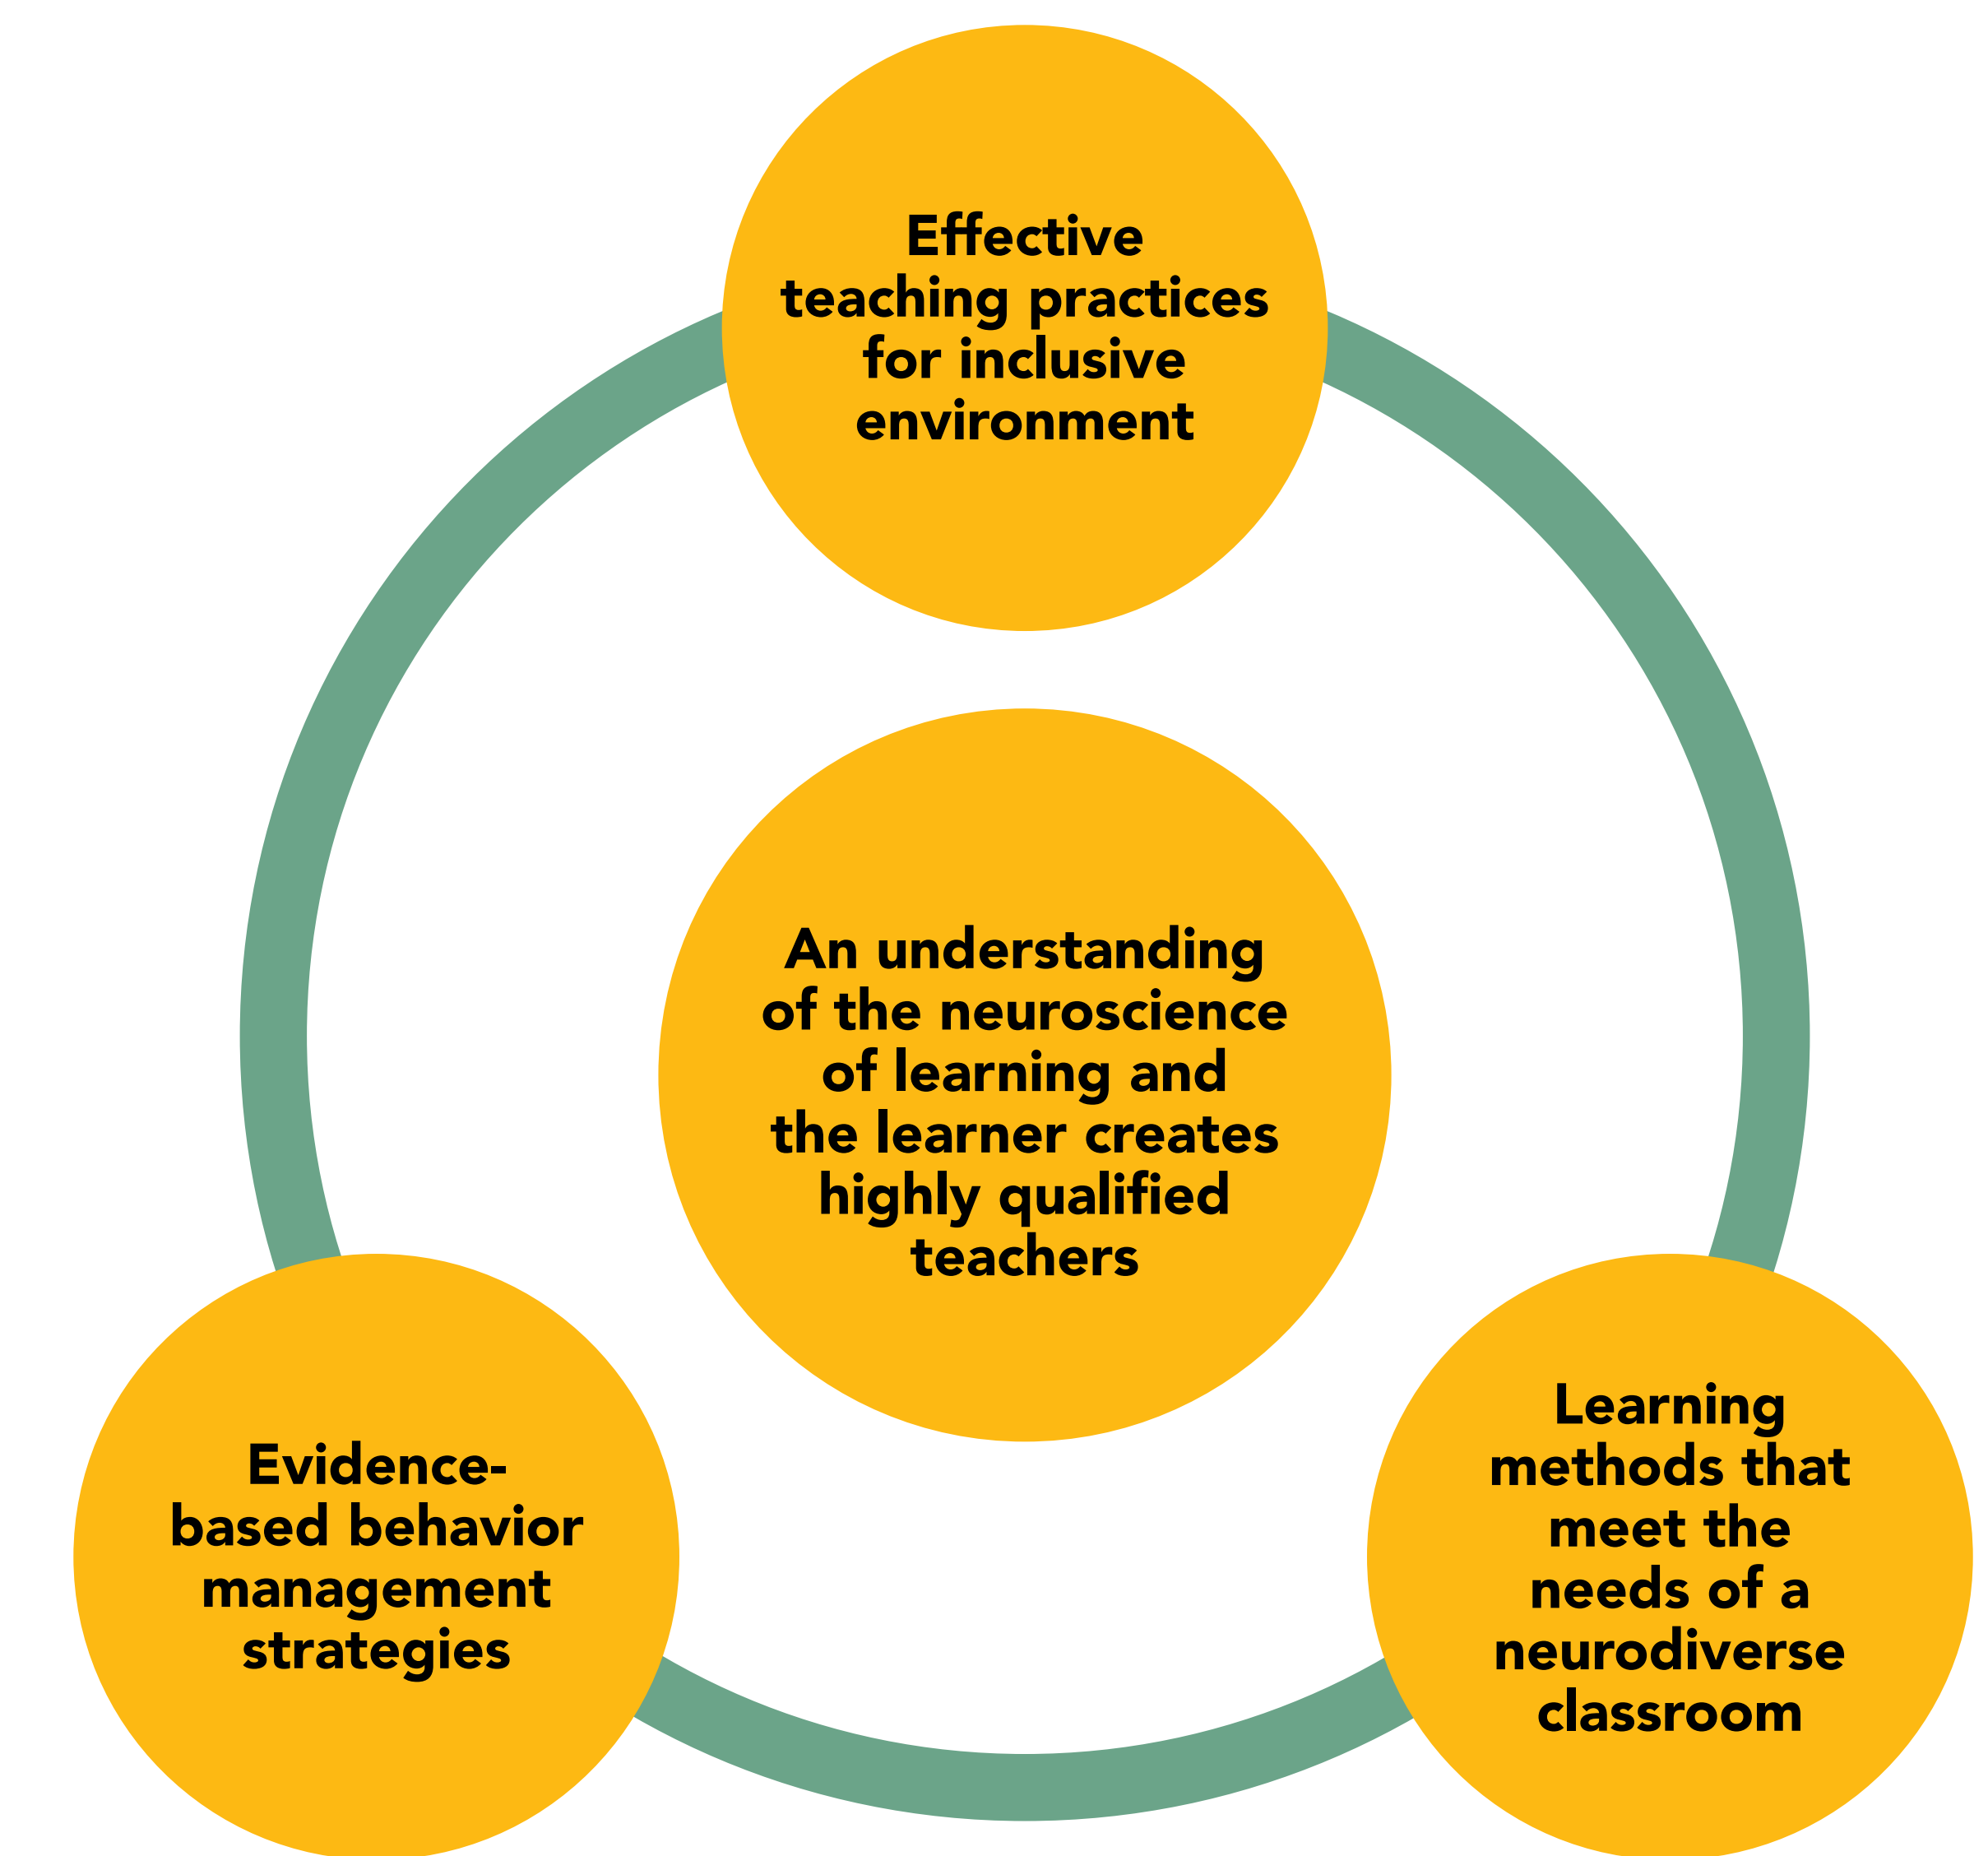 Effective
teaching practices
for inclusive
environment
An understanding
of the neuroscience
of learning and
the learner creates
highly qualified
teachers
Evidence-
based behavior
management
strategies
Learning
methods that
meet the
needs of a
neurodiverse
classroom